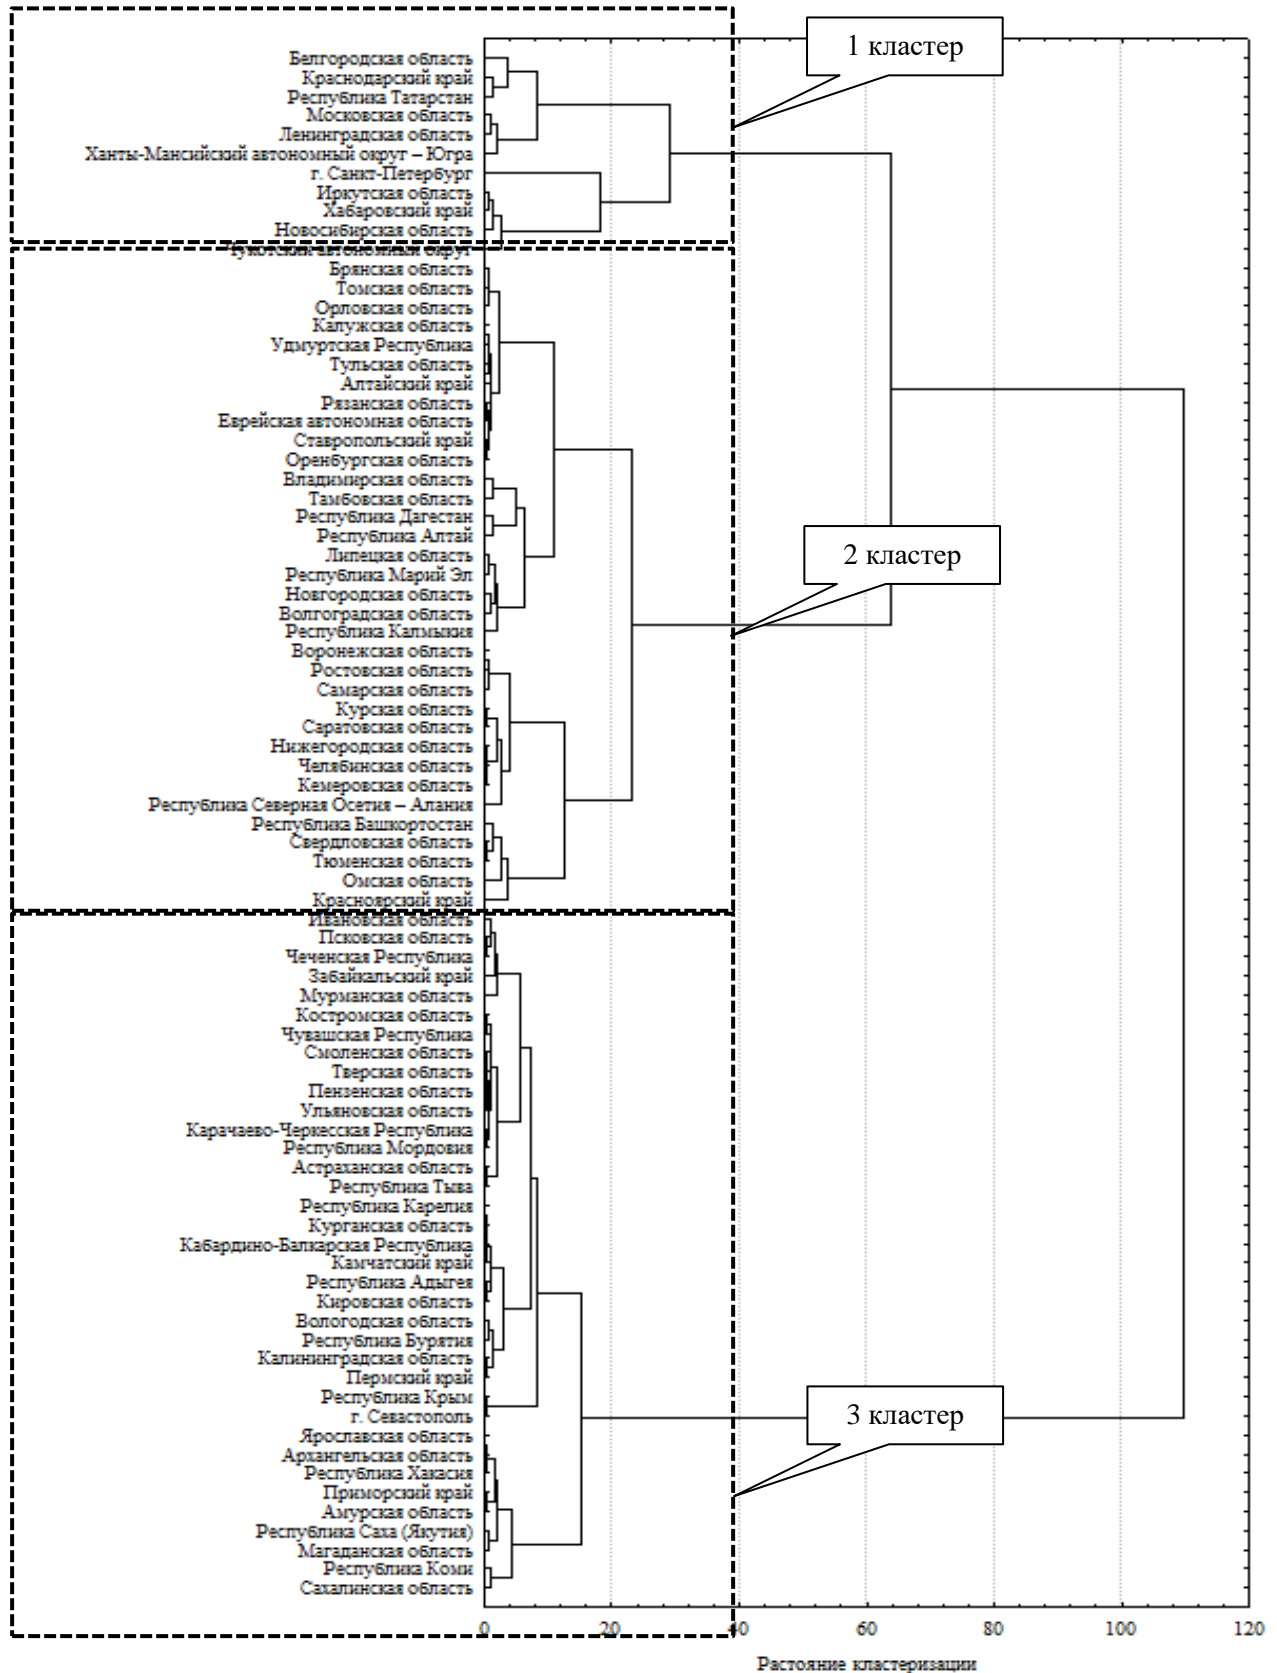 1 кластер
Белгородская область
Краснодарский край
Республика Татарстан
Московская область
Ленинградская область
Ханты-Мансийский автономный округ – Югра
г. Санкт-Петербург
Иркутская область
Хабаровский край
Новосибирская область
Чукотский автономный округ
Брянская область
Томская область
Орловская область
Калужская область
Удмуртская Республика
Тульская область
Алтайский край
Рязанская область
Еврейская автономная область
Ставропольский край
Оренбургская область
Владимирская область
Тамбовская область
Республика Дагестан
Республика Алтай
2 кластер
Липецкая область
Республика Марий Эл
Новгородская область
Волгоградская область
Республика Калмыкия
Воронежская область
Ростовская область
Самарская область
Курская область
Саратовская область
Нижегородская область
Челябинская область
Кемеровская область
Республика Северная Осетия – Алания
Республика Башкортостан
Свердловская область
Тюменская область
Омская область
Красноярский край
Ивановская область
Псковская область
Чеченская Республика
Забайкальский край
Мурманская область
Костромская область
Чувашская Республика
Смоленская область
Тверская область
Пензенская область
Ульяновская область
Карачаево-Черкесская Республика
Республика Мордовия
Астраханская область
Республика Тыва
Республика Карелия
Курганская область
Кабардино-Балкарская Республика
Камчатский край
Республика Адыгея
Кировская область
Вологодская область
Республика Бурятия
Калининградская область
Пермский край
Республика Крым
г. Севастополь
3 кластер
Ярославская область
Архангельская область
Республика Хакасия
Приморский край
Амурская область
Республика Саха (Якутия)
Магаданская область
Республика Коми
Сахалинская область
0 20 40 60 80 100 120
Растояние кластеризации